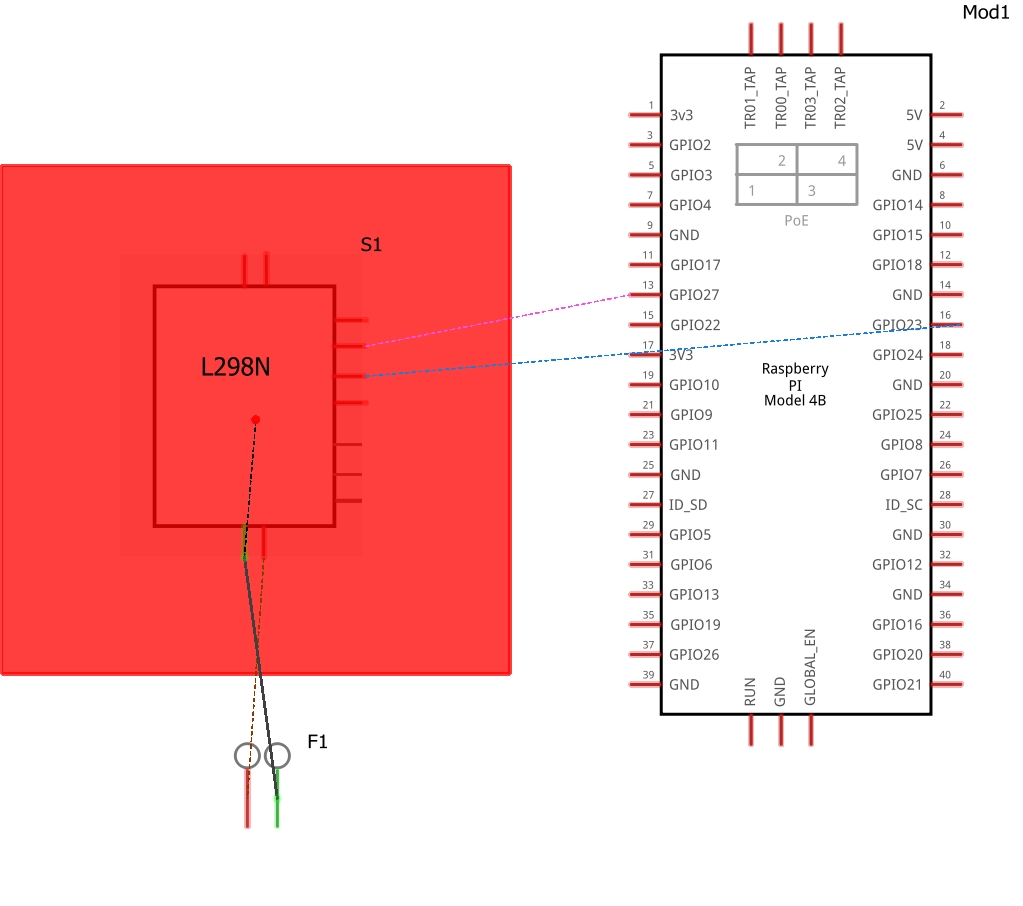 Mod1
TR01_TAP
TR00_TAP
TR03_TAP
TR02_TAP
1 3v3 5V 2
3 GPIO2 5V 4
2 4
5 GPIO3 GND 6
1 3
7 GPIO4 GPIO14 8
PoE
9 GND GPIO15 10
S1
11 GPIO17 GPIO18 12
13 GPIO27 GND 14
15 GPIO22 GPIO23 16
17 3V3 GPIO24 18
L298N
Raspberry
PI
Model 4B
19 GPIO10 GND 20
21 GPIO9 GPIO25 22
23 GPIO11 GPIO8 24
25 GND GPIO7 26
27 ID_SD ID_SC 28
29 GPIO5 GND 30
31 GPIO6 GPIO12 32
33 GPIO13 GND 34
35 GPIO19 GPIO16 36
37 GPIO26 GPIO20 38
39 GND GPIO21 40
RUN
GND
GLOBAL_EN
F1